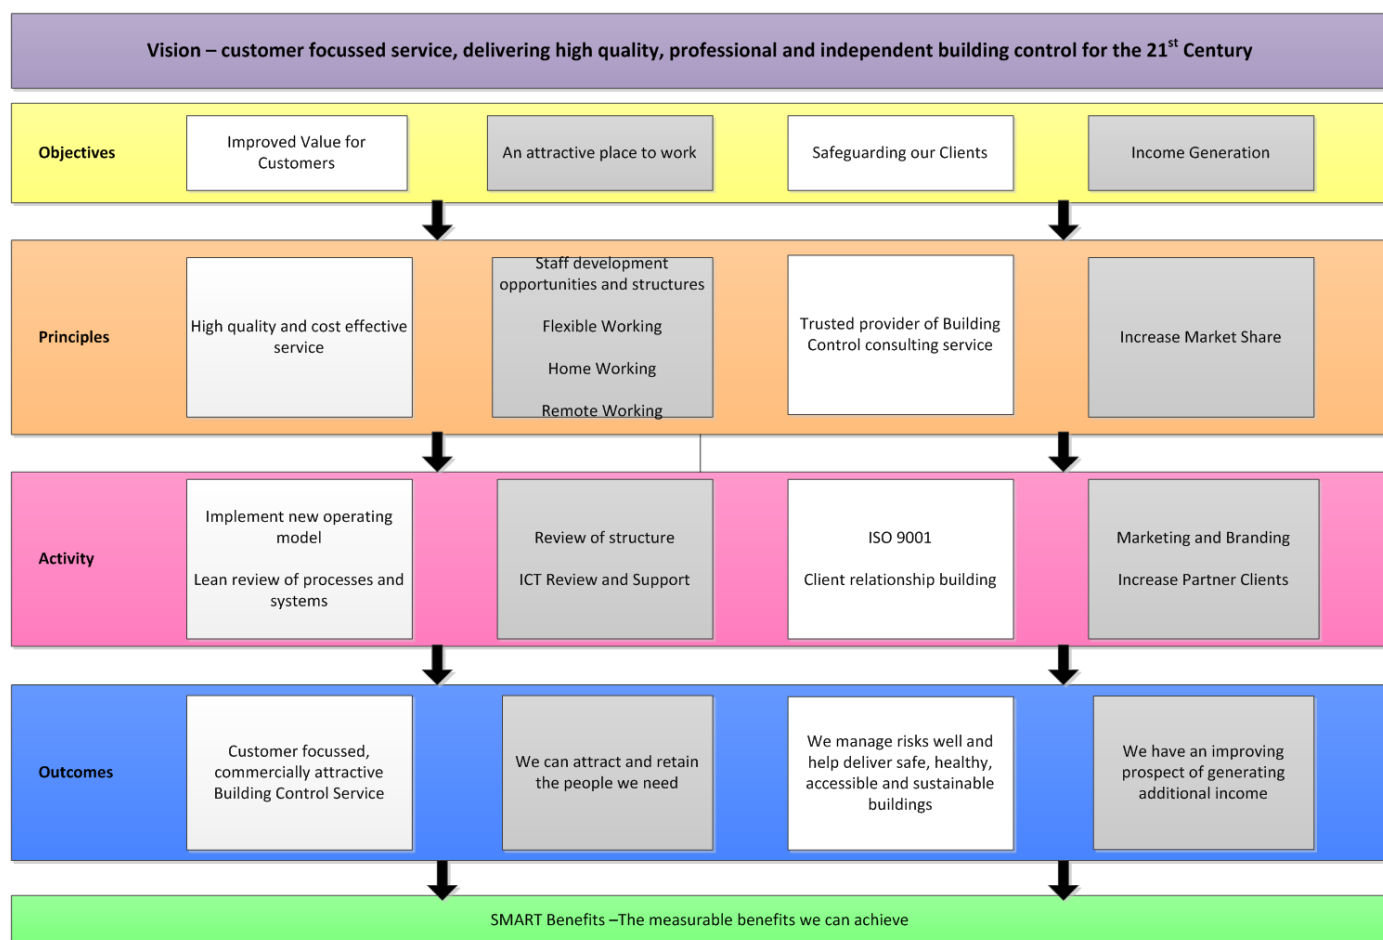 Vision – customer focussed service, delivering high quality, professional and independent building control for the 21st Century
Objectives
Improved Value for
Customers
An attractive place to work
Safeguarding our Clients
Income Generation
Principles
High quality and cost effective
service
Staff development
opportunities and structures
Flexible Working
Home Working
Remote Working
Trusted provider of Building
Control consulting service
Increase Market Share
Activity
Implement new operating
model
Lean review of processes and
systems
Review of structure
ICT Review and Support
ISO 9001
Client relationship building
Marketing and Branding
Increase Partner Clients
Outcomes
Customer focussed,
commercially attractive
Building Control Service
We can attract and retain
the people we need
We manage risks well and
help deliver safe, healthy,
accessible and sustainable
buildings
We have an improving
prospect of generating
additional income
SMART Benefits –The measurable benefits we can achieve